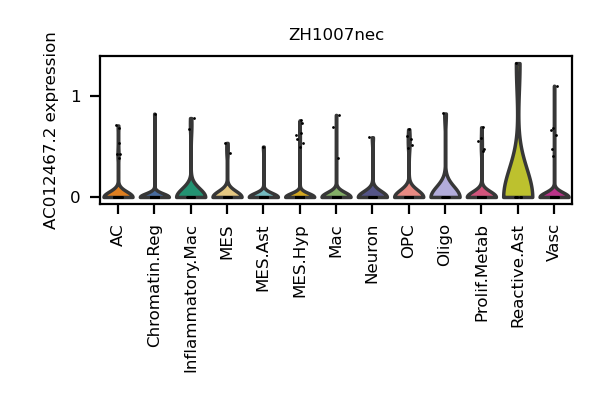 ZH1007nec
AC012467.2 expression
1
0
AC
Chromatin.Reg
Inflammatory.Mac
MES
MES.Ast
MES.Hyp
Mac
Neuron
OPC
Oligo
Prolif.Metab
Reactive.Ast
Vasc